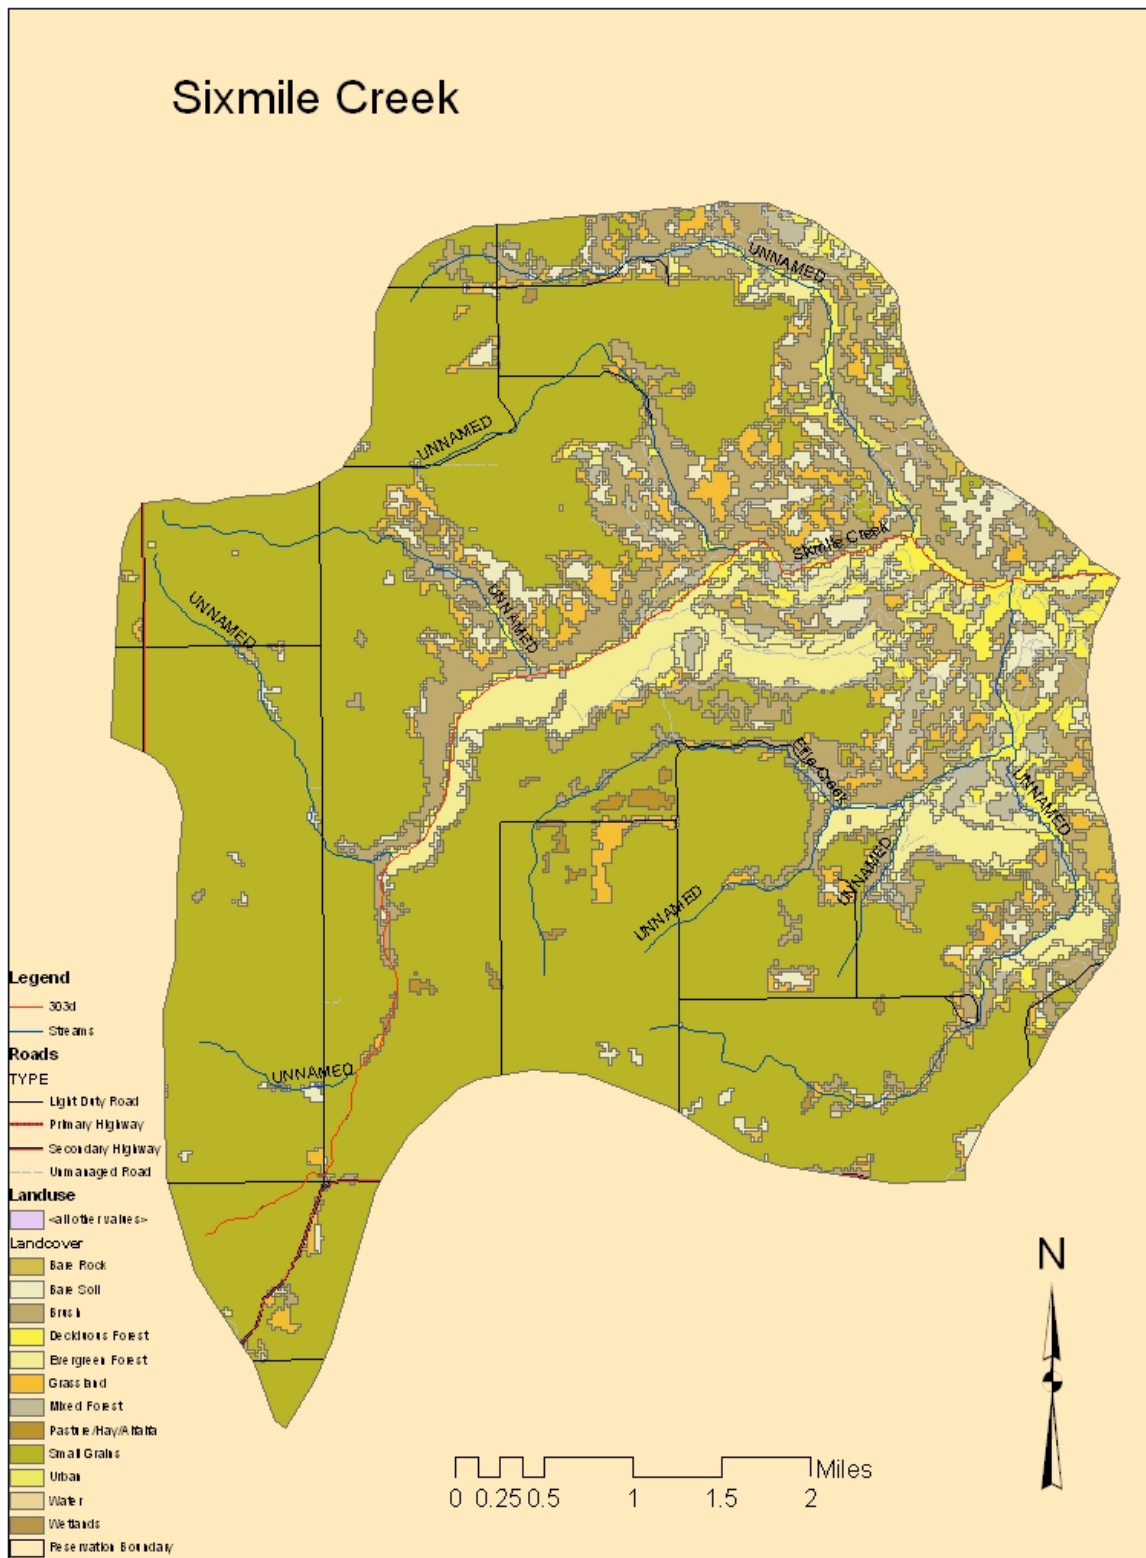 Sixmile Creek
UNNAMED
UNNAMED
Sixmile Creek
UNNAMED
UNNAMED
Efie Creek
UNNAMED
UNNAMED
UNNAMED
UNNAMED
Legend
303d
Streams
Roads
TYPE
Light Duty Road
Primary Highway
Secondary Highway
Unmanaged Road
Landuse
<all other values>
Landcover
Bare Rock
Bare Soil
Brush
Deciduous Forest
Evergreen Forest
Grassland
Mixed Forest
Pasture/Hay/Alfalfa
Small Grains
Urban
Water
Wetlands
Reservation Boundary
N
Miles
0 0.25 0.5 1 1.5 2